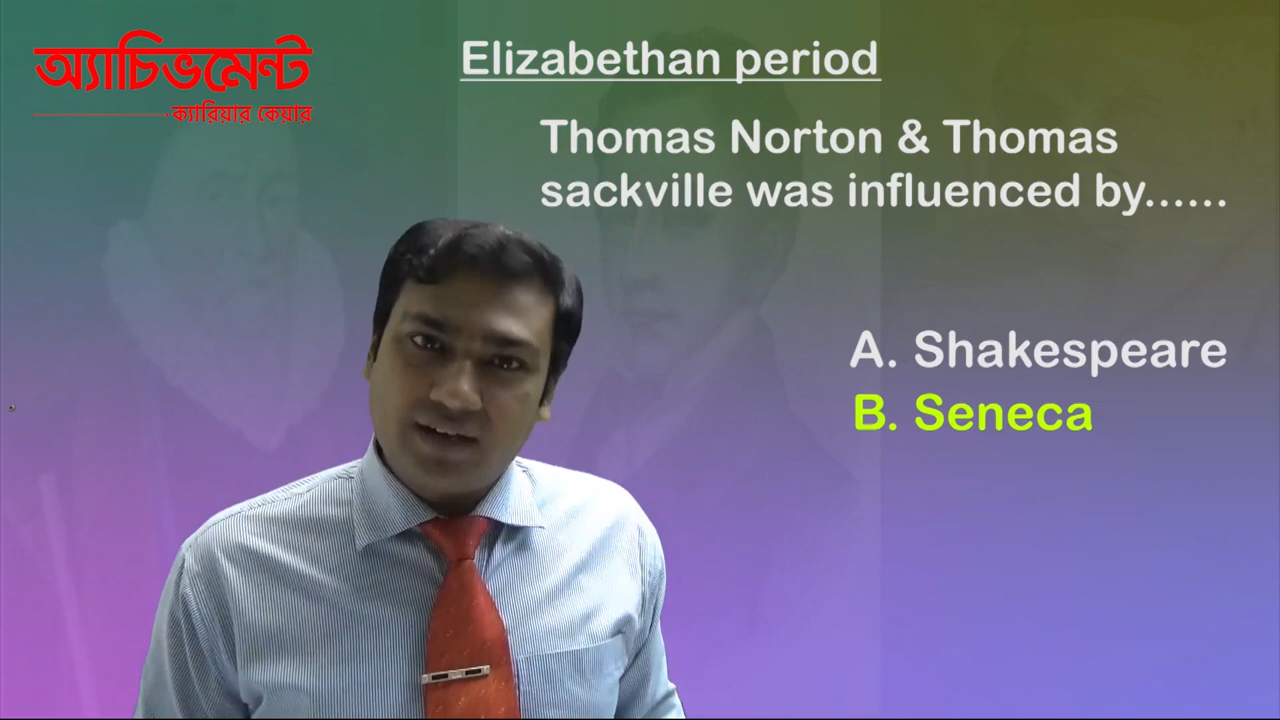 অ্যাচিভমেন্ট
ক্যারিয়ার কেয়ার
Elizabethan period
Thomas Norton & Thomas
sackville was influenced by......
A. Shakespeare
B. Seneca